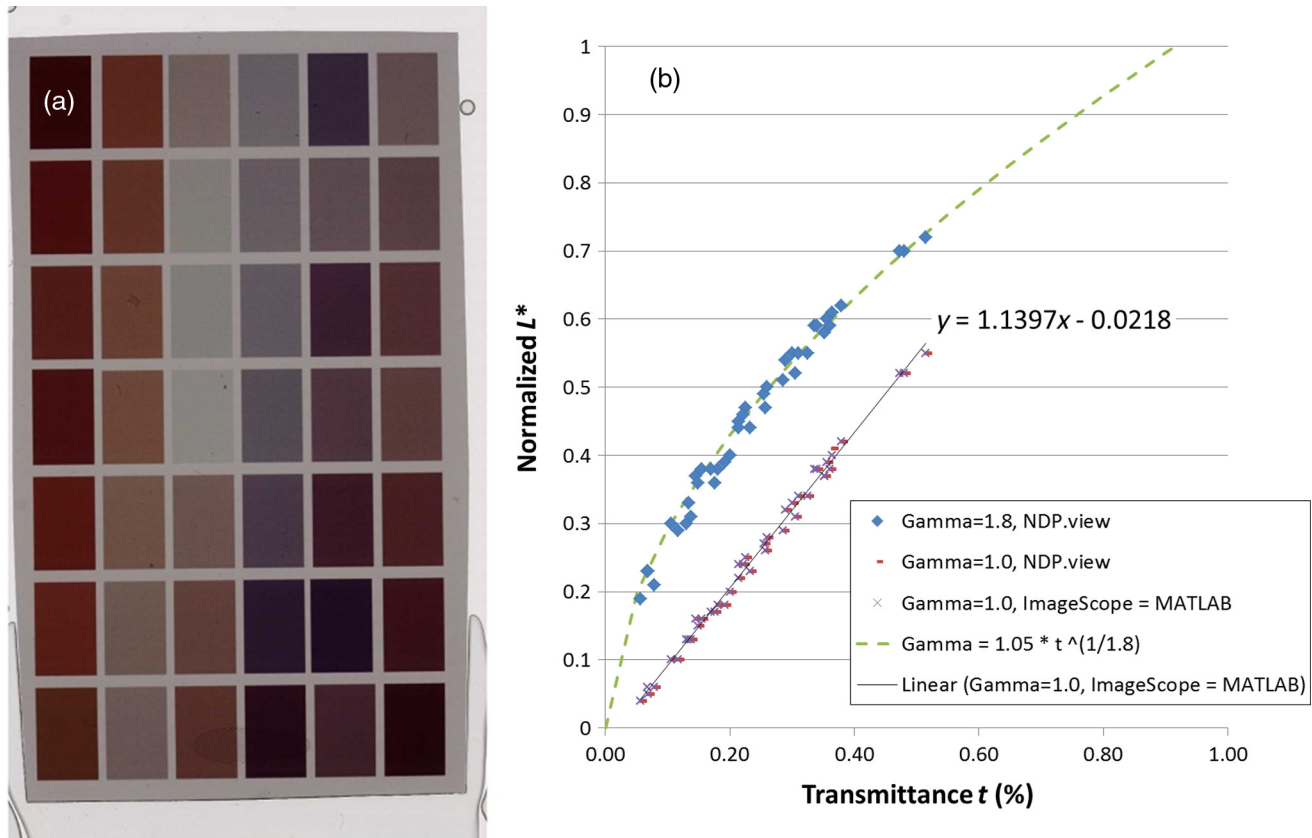 (a)
(b)
1
0.9
0.8
0.7
0.6
0.5
0.4
0.3
0.2
0.1
0
Normalized L*
y = 1.1397x - 0.0218
Gamma=1.8, NDP.view
Gamma=1.0, NDP.view
Gamma=1.0, ImageScope = MATLAB
Gamma = 1.05 * t ^(1/1.8)
Linear (Gamma=1.0, ImageScope = MATLAB)
0.00 0.20 0.40 0.60 0.80 1.00
Transmittance t (%)